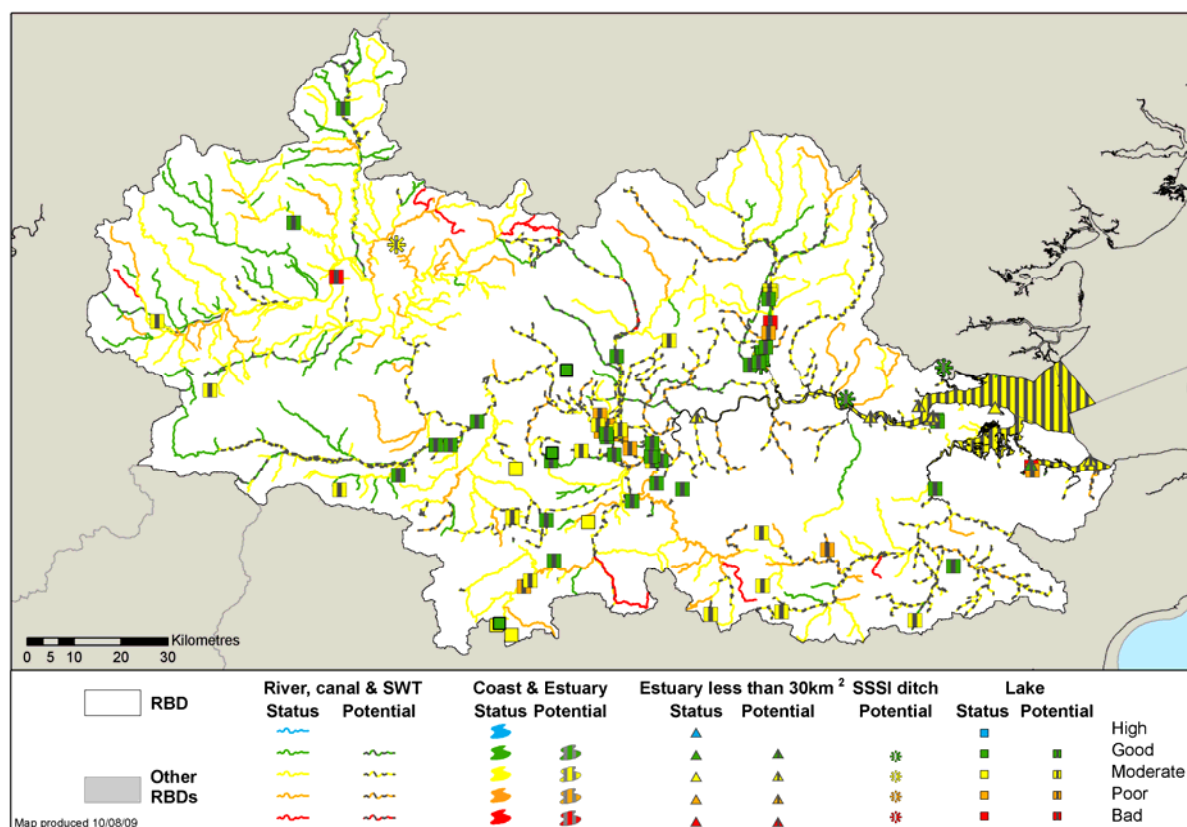 Kilometres
0 5 10 20 30
RBD
Other RBDs
Map produced 10/08/09
River, canal & SWT
Status Potential
Coast & Estuary
Status Potential
Estuary less than 30km 2
Status Potential
SSSI ditch
Potential
Lake
Status Potential
High
Good
Moderate
Poor
Bad